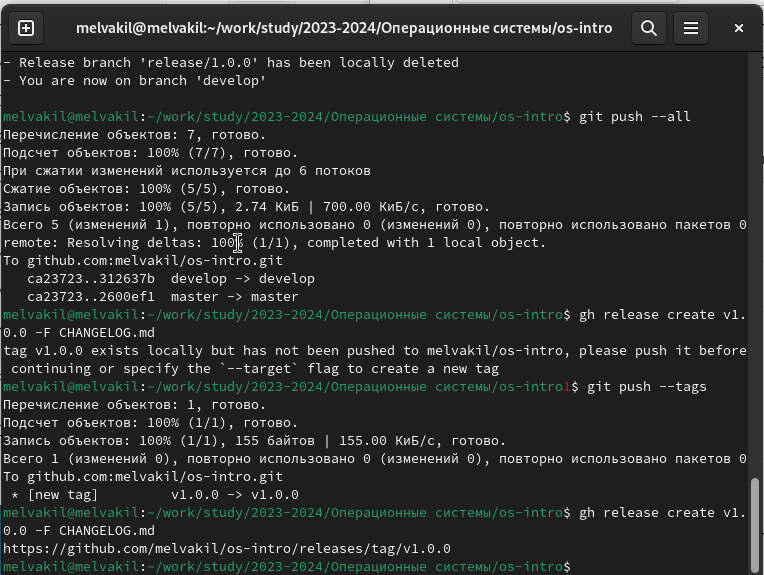 melvakil@melvakil:~/work/study/2023-2024/Операционные системы/os-intro
- Release branch 'release/1.0.0' has been locally deleted
- You are now on branch 'develop'
melvakil@melvakil:~/work/study/2023-2024/Операционные системы/os-intro$ git push --all
Перечисление объектов: 7, готово.
Подсчет объектов: 100% (7/7), готово.
При сжатии изменений используется до 6 потоков
Сжатие объектов: 100% (5/5), готово.
Запись объектов: 100% (5/5), 2.74 КиБ | 700.00 КиБ/с, готово.
Всего 5 (изменений 1), повторно использовано 0 (изменений 0), повторно использовано пакетов 0
remote: Resolving deltas: 100% (1/1), completed with 1 local object.
To github.com:melvakil/os-intro.git
ca23723..312637b  develop -> develop
ca23723..2600ef1  master -> master
melvakil@melvakil:~/work/study/2023-2024/Операционные системы/os-intro$ gh release create v1.
0.0 -F CHANGELOG.md
tag v1.0.0 exists locally but has not been pushed to melvakil/os-intro, please push it before
continuing or specify the `--target` flag to create a new tag
melvakil@melvakil:~/work/study/2023-2024/Операционные системы/os-intro1$ git push --tags
Перечисление объектов: 1, готово.
Подсчет объектов: 100% (1/1), готово.
Запись объектов: 100% (1/1), 155 байтов | 155.00 КиБ/с, готово.
Всего 1 (изменений 0), повторно использовано 0 (изменений 0), повторно использовано пакетов 0
To github.com:melvakil/os-intro.git
* [new tag]         v1.0.0 -> v1.0.0
melvakil@melvakil:~/work/study/2023-2024/Операционные системы/os-intro$ gh release create v1.
0.0 -F CHANGELOG.md
https://github.com/melvakil/os-intro/releases/tag/v1.0.0
melvakil@melvakil:~/work/study/2023-2024/Операционные системы/os-intro$